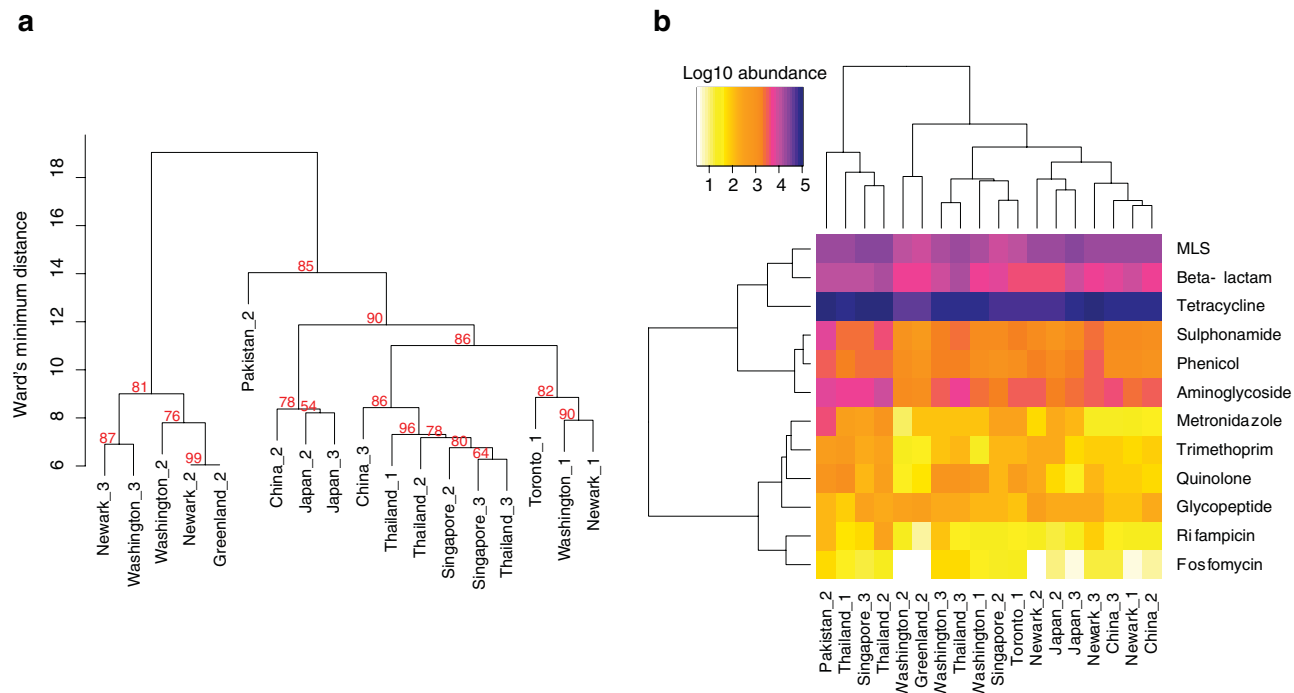 a
Ward's minimum distance
18
16
14
12
10
8
6
85
90
86
81
82
86
78
54
76
90
96
78
80
87
64
99
Newark_3
Washington_3
Washington_2
Newark_2
Greenland_2
Pakistan_2
China_2
Japan_2
Japan_3
China_3
Thailand_1
Thailand_2
Singapore_2
Singapore_3
Thailand_3
Toronto_1
Washington_1
Newark_1
b
Log10 abundance
1 2 3 4 5
MLS
Beta- lactam
Tetracycline
Sulphonamide
Phenicol
Aminoglycoside
Metronidazole
Trimethoprim
Quinolone
Glycopeptide
Rifampicin
Fosfomycin
Pakistan_2
Thailand_1
Singapore_3
Thailand_2
Washington_2
Greenland_2
Washington_3
Thailand_3
Washington_1
Singapore_2
Toronto_1
Newark_2
Japan_2
Japan_3
Newark_3
China_3
Newark_1
China_2